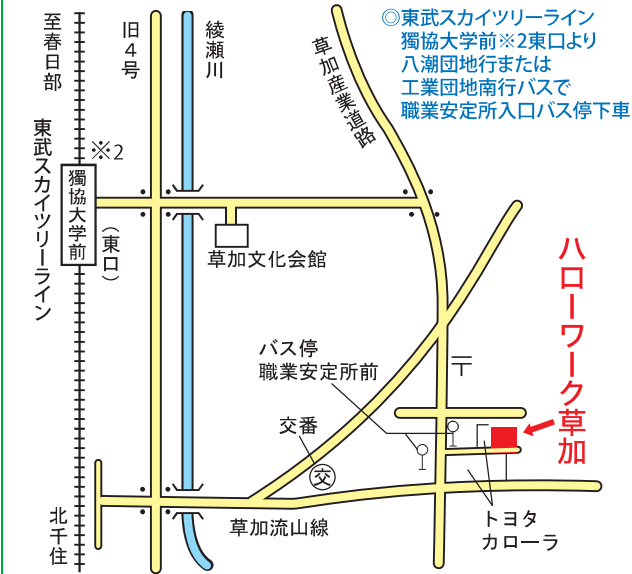 ◎東武スカイツリーライン
獨協大学前※2東口より
八潮団地行または
工業団地南行バスで
職業安定所入口バス停下車
至春日部
旧4号
綾瀬川
草加産業道路
東武スカイツリーライン
※2
獨協大学前
(東口)
草加文化会館
ハローワーク草加
バス停
職業安定所前
〒
交番
交
北千住
草加流山線
トヨタ
カローラ